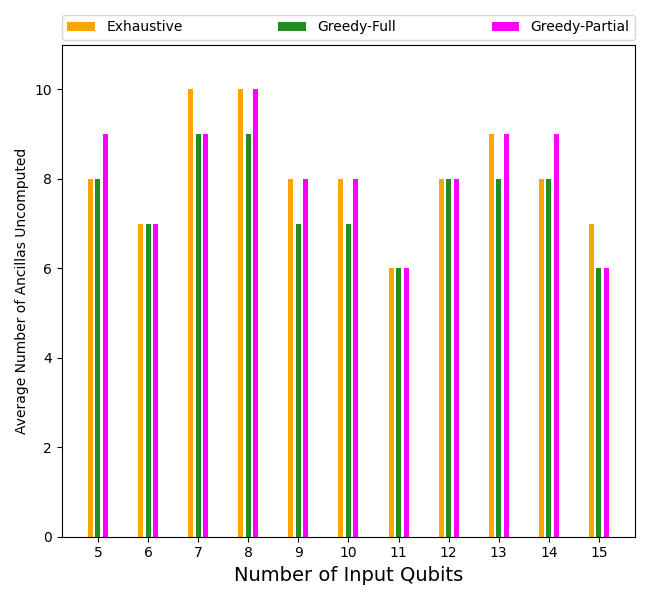 Exhaustive Greedy-Full Greedy-Partial
Average Number of Ancillas Uncomputed
10
8
6
4
2
0
5 6 7 8 9 10 11 12 13 14 15
Number of Input Qubits